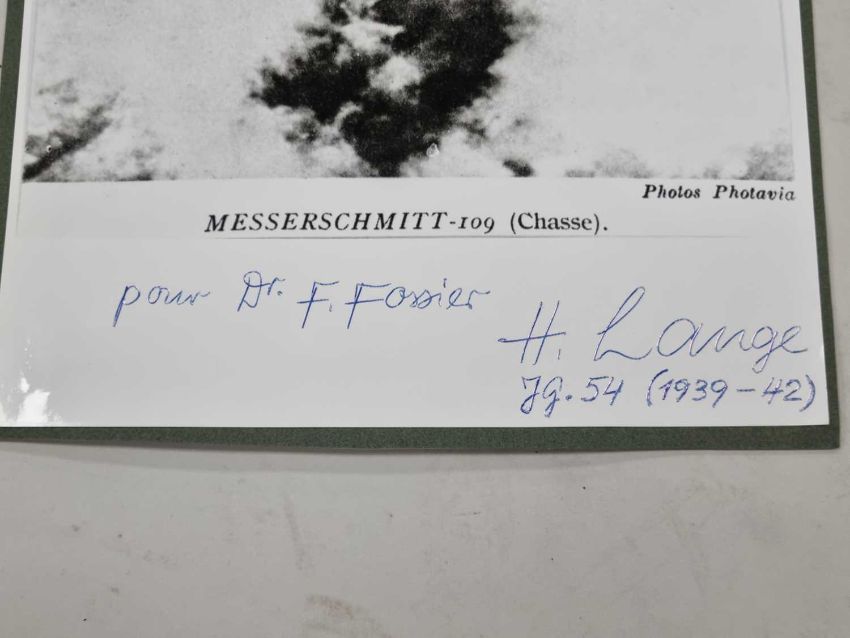 Photos Photavia
MESSERSCHMITT-109 (Chasse).
pour Dr. F. Fossier
H. Lange
JG. 54 (1939-42)